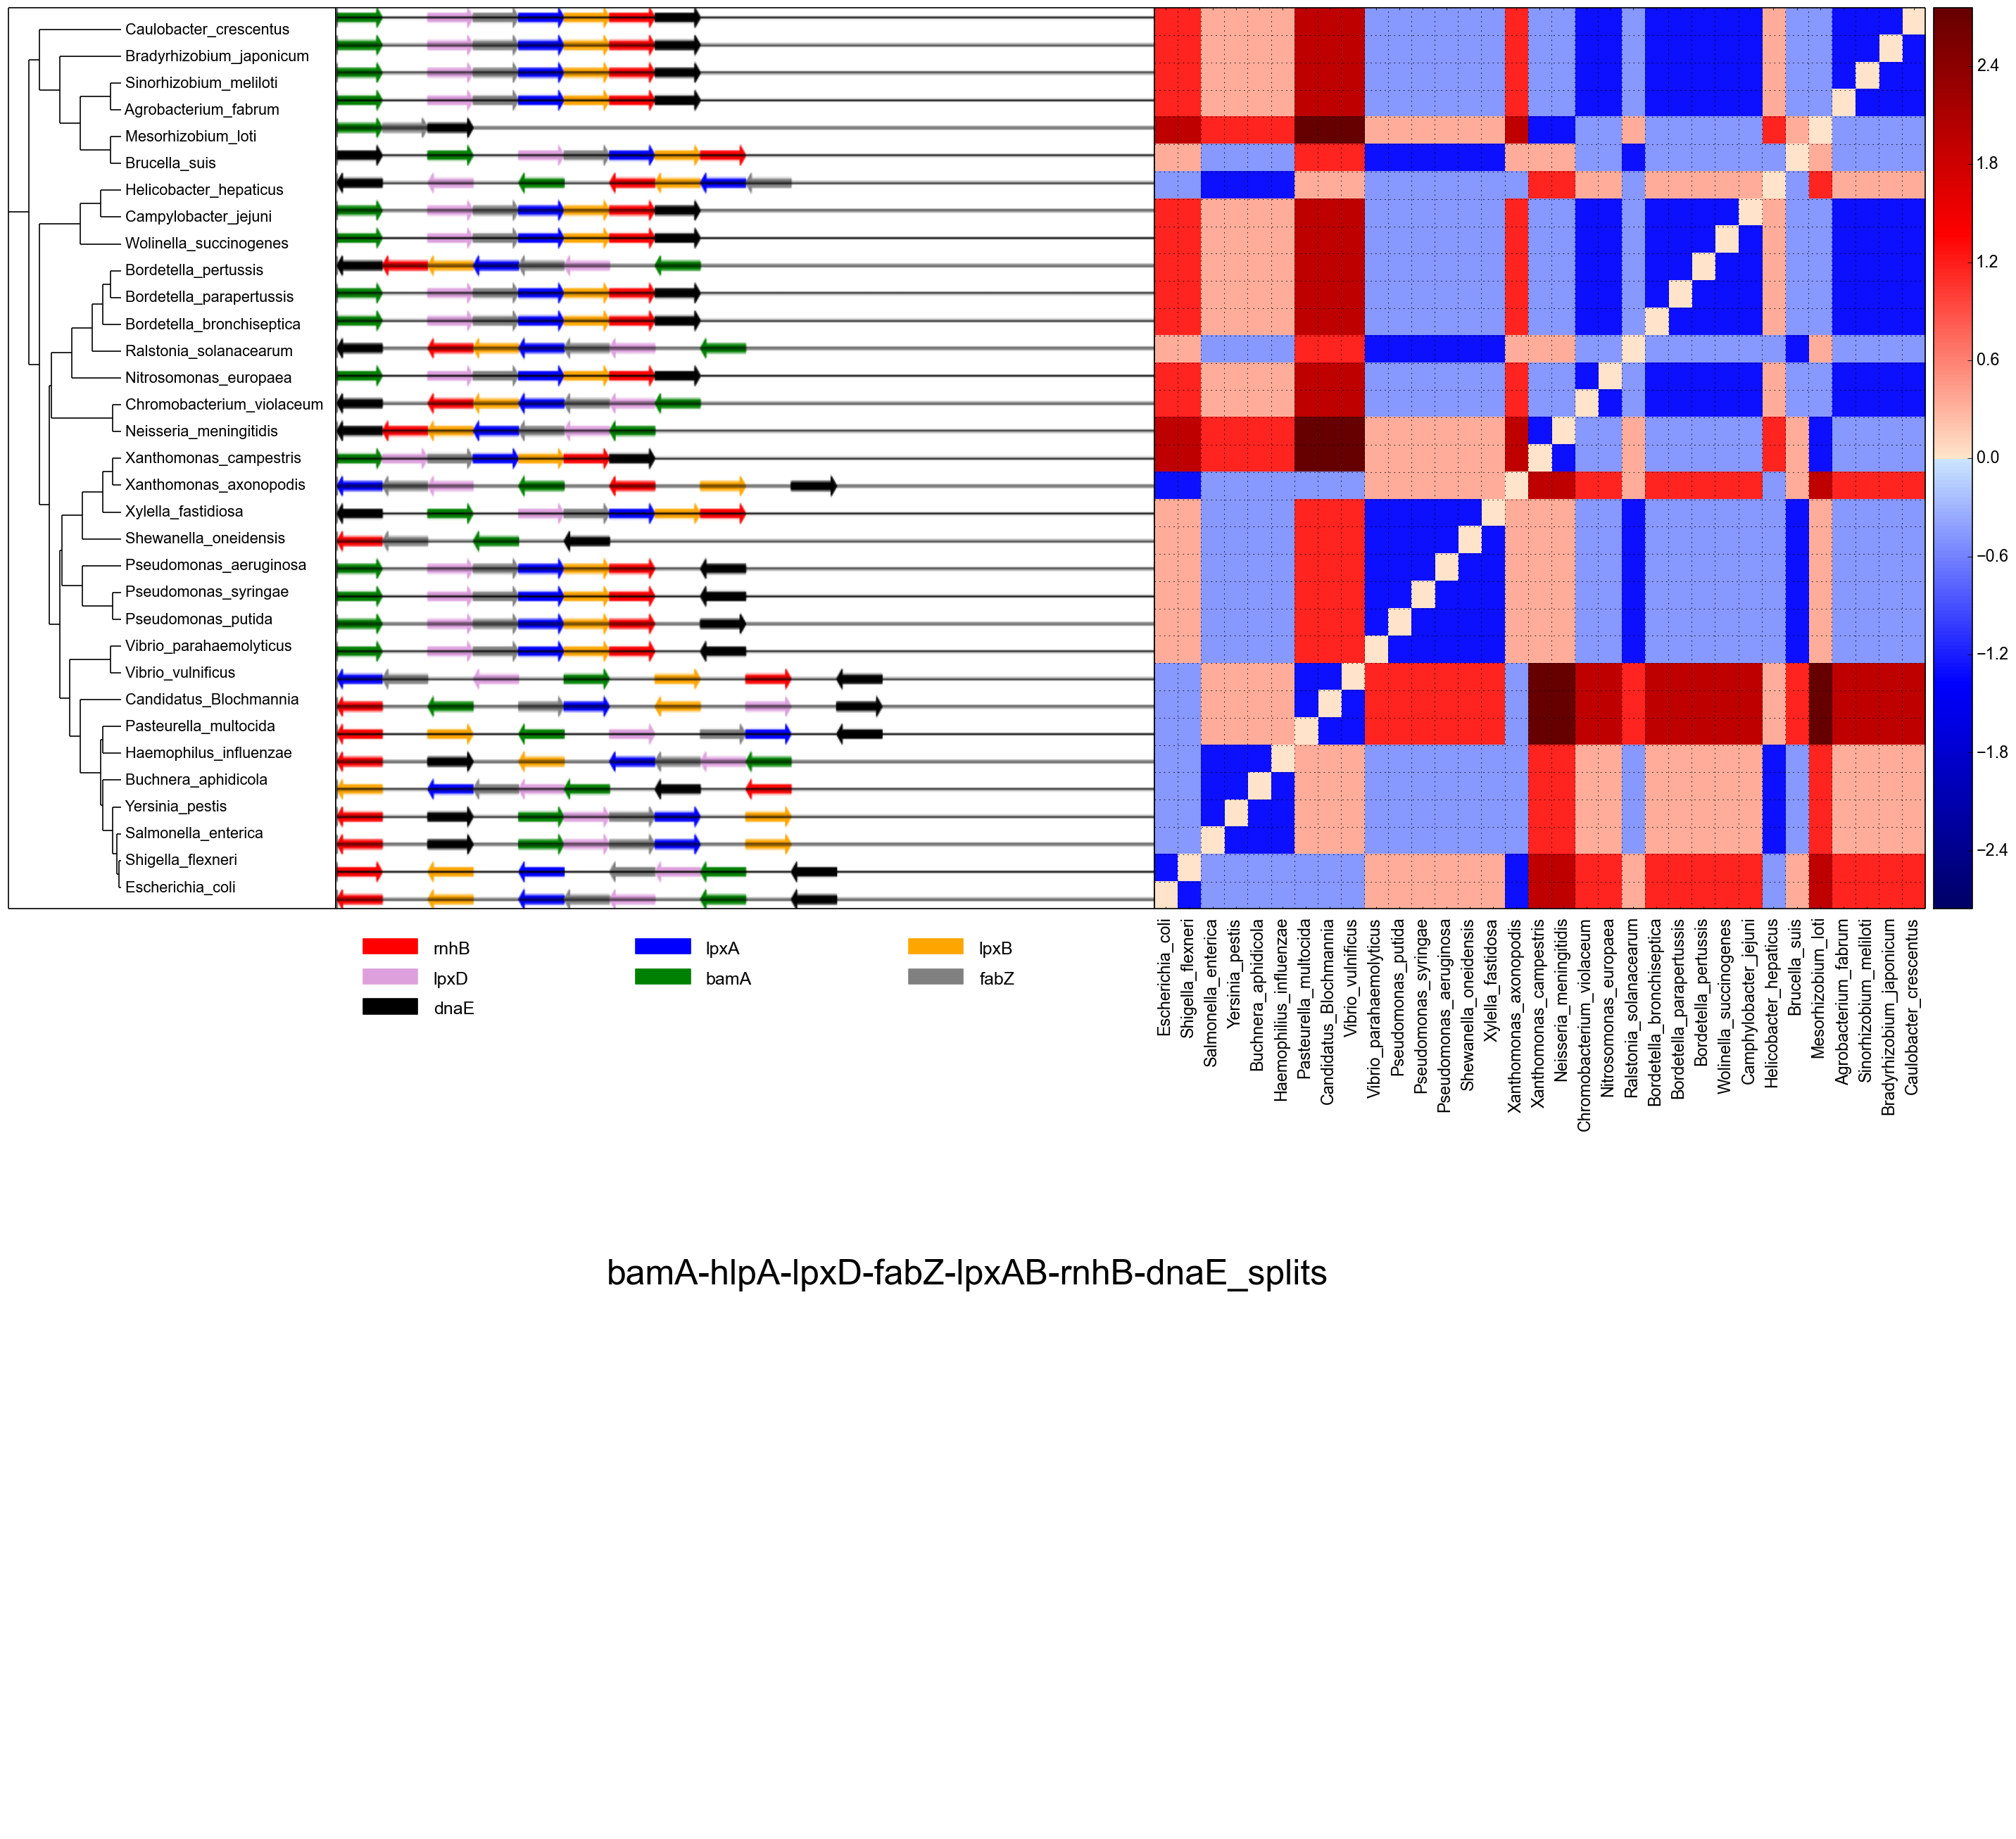 Caulobacter_crescentus
Bradyrhizobium_japonicum
Sinorhizobium_meliloti
Agrobacterium_fabrum
Mesorhizobium_loti
Brucella_suis
Helicobacter_hepaticus
Campylobacter_jejuni
Wolinella_succinogenes
Bordetella_pertussis
Bordetella_parapertussis
Bordetella_bronchiseptica
Ralstonia_solanacearum
Nitrosomonas_europaea
Chromobacterium_violaceum
Neisseria_meningitidis
Xanthomonas_campestris
Xanthomonas_axonopodis
Xylella_fastidiosa
Shewanella_oneidensis
Pseudomonas_aeruginosa
Pseudomonas_syringae
Pseudomonas_putida
Vibrio_parahaemolyticus
Vibrio_vulnificus
Candidatus_Blochmannia
Pasteurella_multocida
Haemophilus_influenzae
Buchnera_aphidicola
Yersinia_pestis
Salmonella_enterica
Shigella_flexneri
Escherichia_coli
2.4
1.8
1.2
0.6
0.0
−0.6
−1.2
−1.8
−2.4
rnhB lpxA lpxB
lpxD bamA fabZ
dnaE
Escherichia_coli
Shigella_flexneri
Salmonella_enterica
Yersinia_pestis
Buchnera_aphidicola
Haemophilius_influenzae
Pasteurella_multocida
Candidatus_Blochmannia
Vibrio_vulnificus
Vibrio_parahaemolyticus
Pseudomonas_putida
Pseudomonas_syringae
Pseudomonas_aeruginosa
Shewanella_oneidensis
Xylella_fastidosa
Xanthomonas_axonopodis
Xanthomonas_campestris
Neisseria_meningitidis
Chromobacterium_violaceum
Nitrosomonas_europaea
Ralstonia_solanacearum
Bordetella_bronchiseptica
Bordetella_parapertussis
Bordetella_pertussis
Wolinella_succinogenes
Camphylobacter_jejuni
Helicobacter_hepaticus
Brucella_suis
Mesorhizobium_loti
Agrobacterium_fabrum
Sinorhizobium_meliloti
Bradyrhizobium_japonicum
Caulobacter_crescentus
bamA-hlpA-lpxD-fabZ-lpxAB-rnhB-dnaE_splits